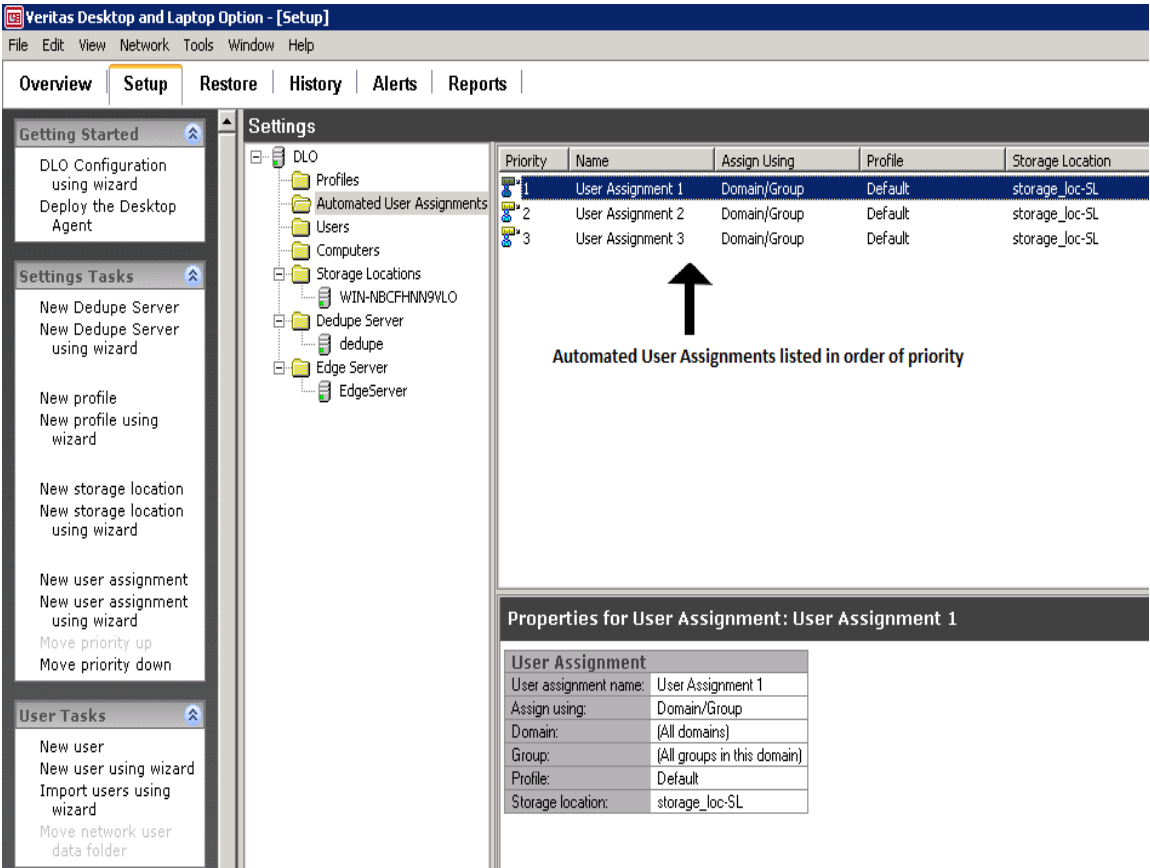 Veritas Desktop and Laptop Option - [Setup]
File Edit View Network Tools Window Help
Overview Setup Restore History Alerts Reports
Getting Started
DLO Configuration
using wizard
Deploy the Desktop
Agent
Settings Tasks
New Dedupe Server
New Dedupe Server
using wizard
New profile
New profile using
wizard
New storage location
New storage location
using wizard
New user assignment
New user assignment
using wizard
Move priority up
Move priority down
User Tasks
New user
New user using wizard
Import users using
wizard
Move network user
data folder
Settings
DLO
Profiles
Automated User Assignments
Users
Computers
Storage Locations
WIN-NBCFHNN9VLO
Dedupe Server
dedupe
Edge Server
EdgeServer
Priority Name Assign Using Profile Storage Location
1 User Assignment 1 Domain/Group Default storage_loc-SL
2 User Assignment 2 Domain/Group Default storage_loc-SL
3 User Assignment 3 Domain/Group Default storage_loc-SL
Automated User Assignments listed in order of priority
Properties for User Assignment: User Assignment 1
User Assignment
User assignment name: User Assignment 1
Assign using: Domain/Group
Domain: (All domains)
Group: (All groups in this domain)
Profile: Default
Storage location: storage_loc-SL